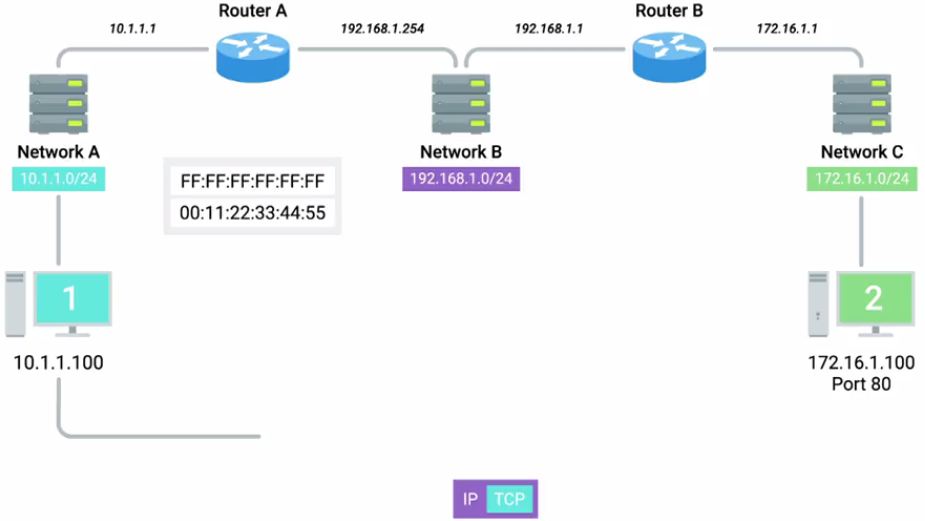 Router A
Router B
10.1.1.1
192.168.1.254
192.168.1.1
172.16.1.1
Network A
Network B
Network C
10.1.1.0/24
192.168.1.0/24
172.16.1.0/24
FF:FF:FF:FF:FF:FF
00:11:22:33:44:55
1
2
10.1.1.100
172.16.1.100
Port 80
IP TCP